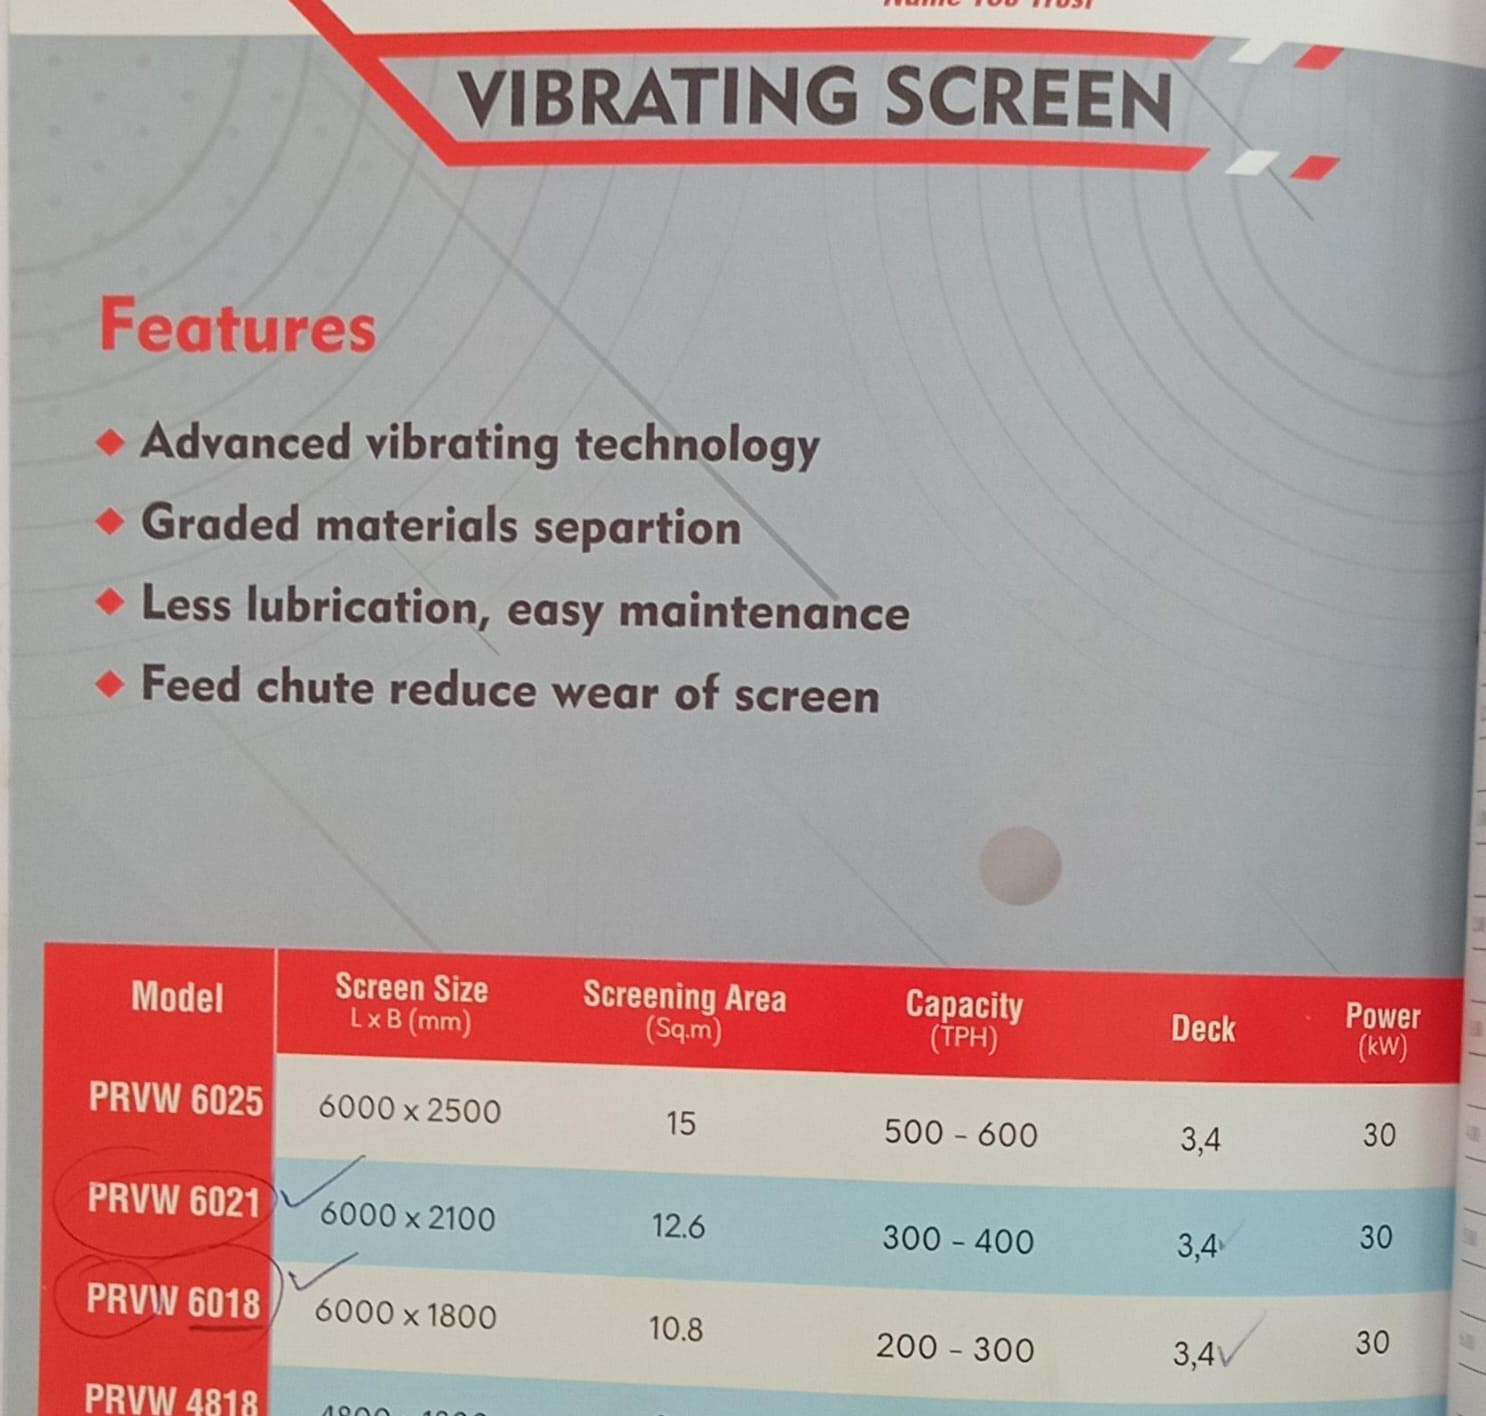 Name You Trust
VIBRATING SCREEN
Features
◆ Advanced vibrating technology
◆ Graded materials separtion
◆ Less lubrication, easy maintenance
◆ Feed chute reduce wear of screen
Model Screen Size L x B (mm) Screening Area (Sq.m) Capacity (TPH) Deck Power (kW)
PRVW 6025 6000 x 2500 15 500 - 600 3,4 30
PRVW 6021 6000 x 2100 12.6 300 - 400 3,4 30
PRVW 6018 6000 x 1800 10.8 200 - 300 3,4 30
PRVW 4818